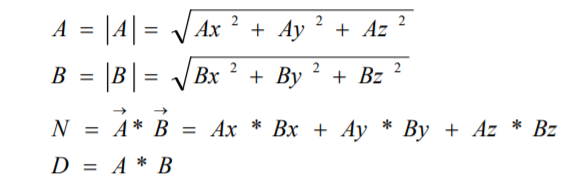 A = |A| = √Ax ² + Ay ² + Az ²
B = |B| = √Bx ² + By ² + Bz ²
N = A⃗ * B⃗ = Ax * Bx + Ay * By + Az * Bz
D = A * B